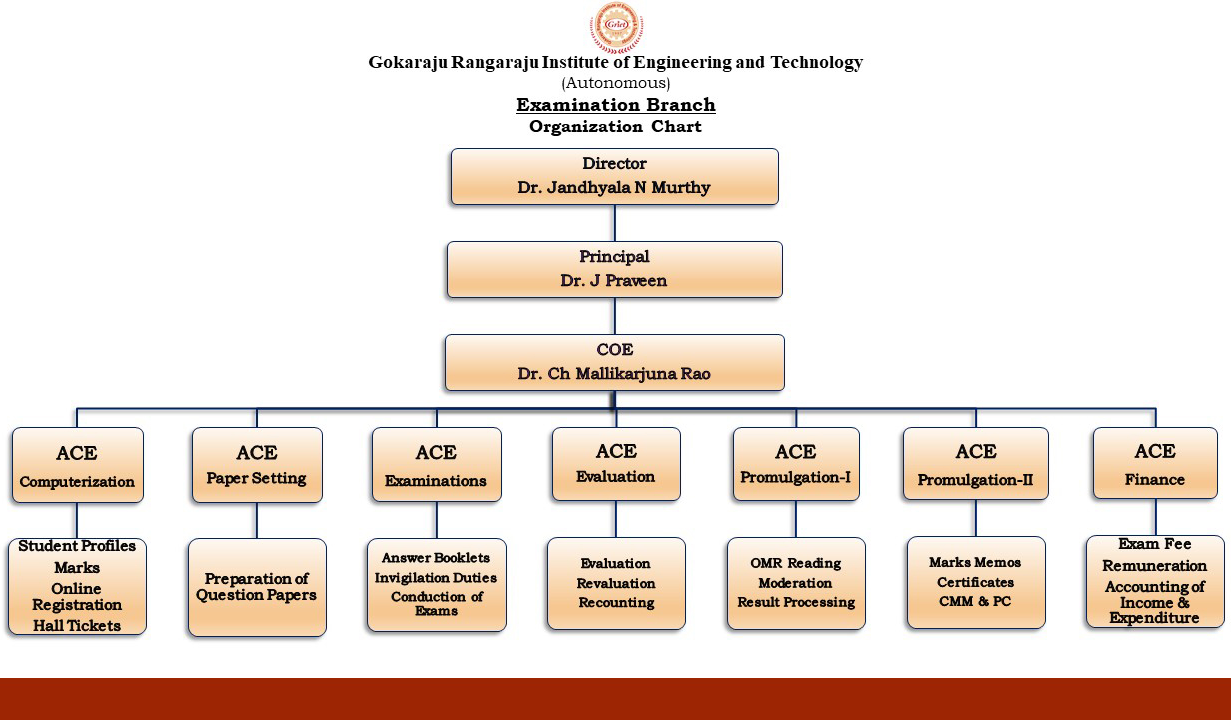 Griet
Gokaraju Rangaraju Institute of Engineering and Technology
(Autonomous)
Examination Branch
Organization Chart
Director
Dr. Jandhyala N Murthy
Principal
Dr. J Praveen
COE
Dr. Ch Mallikarjuna Rao
ACE
Computerization
ACE
Paper Setting
ACE
Examinations
ACE
Evaluation
ACE
Promulgation-I
ACE
Promulgation-II
ACE
Finance
Student Profiles
Marks
Online
Registration
Hall Tickets
Preparation of
Question Papers
Answer Booklets
Invigilation Duties
Conduction of
Exams
Evaluation
Revaluation
Recounting
OMR Reading
Moderation
Result Processing
Marks Memos
Certificates
CMM & PC
Exam Fee
Remuneration
Accounting of
Income &
Expenditure